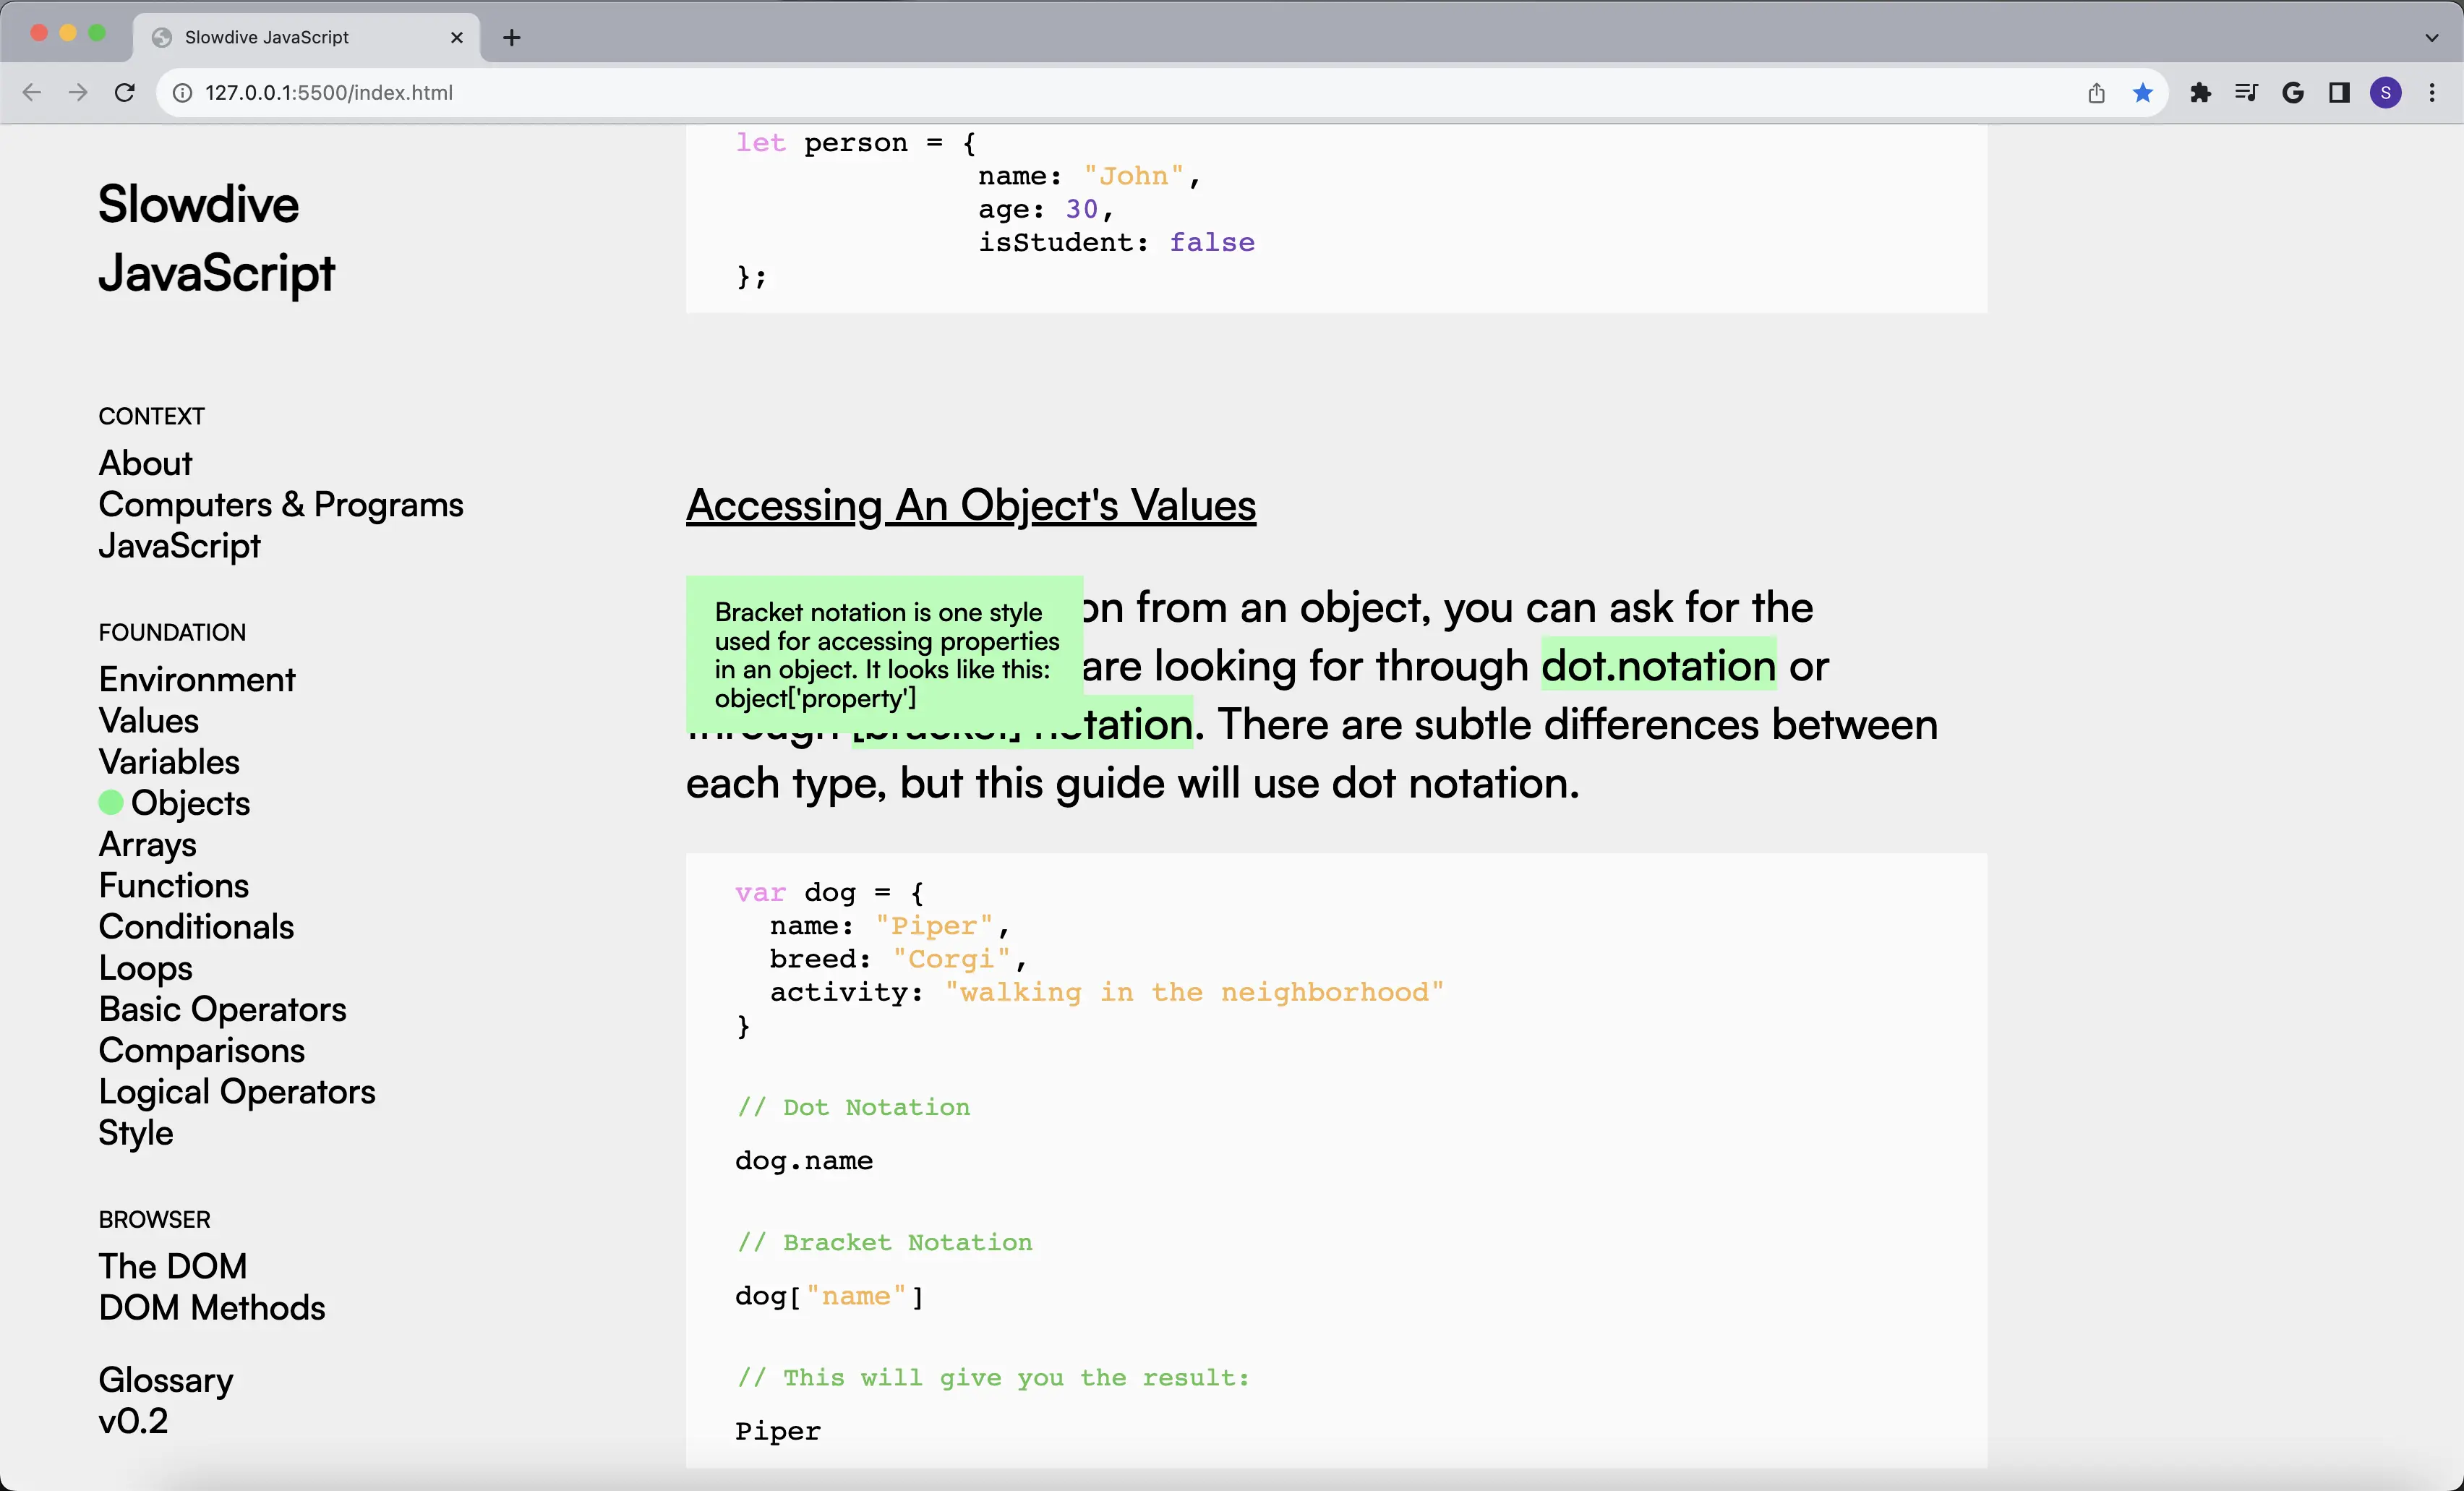 Slowdive JavaScript
127.0.0.1:5500/index.html
S
Slowdive
JavaScript
CONTEXT
About
Computers & Programs
JavaScript
FOUNDATION
Environment
Values
Variables
Objects
Arrays
Functions
Conditionals
Loops
Basic Operators
Comparisons
Logical Operators
Style
BROWSER
The DOM
DOM Methods
Glossary
v0.2
let person = {
name: "John",
age: 30,
isStudent: false
};
Accessing An Object's Values
Bracket notation is one style
used for accessing properties
in an object. It looks like this:
object['property']
on from an object, you can ask for the
are looking for through dot.notation or
through [bracket] notation. There are subtle differences between
each type, but this guide will use dot notation.
var dog = {
name: "Piper",
breed: "Corgi",
activity: "walking in the neighborhood"
}
// Dot Notation
dog.name
// Bracket Notation
dog["name"]
// This will give you the result:
Piper